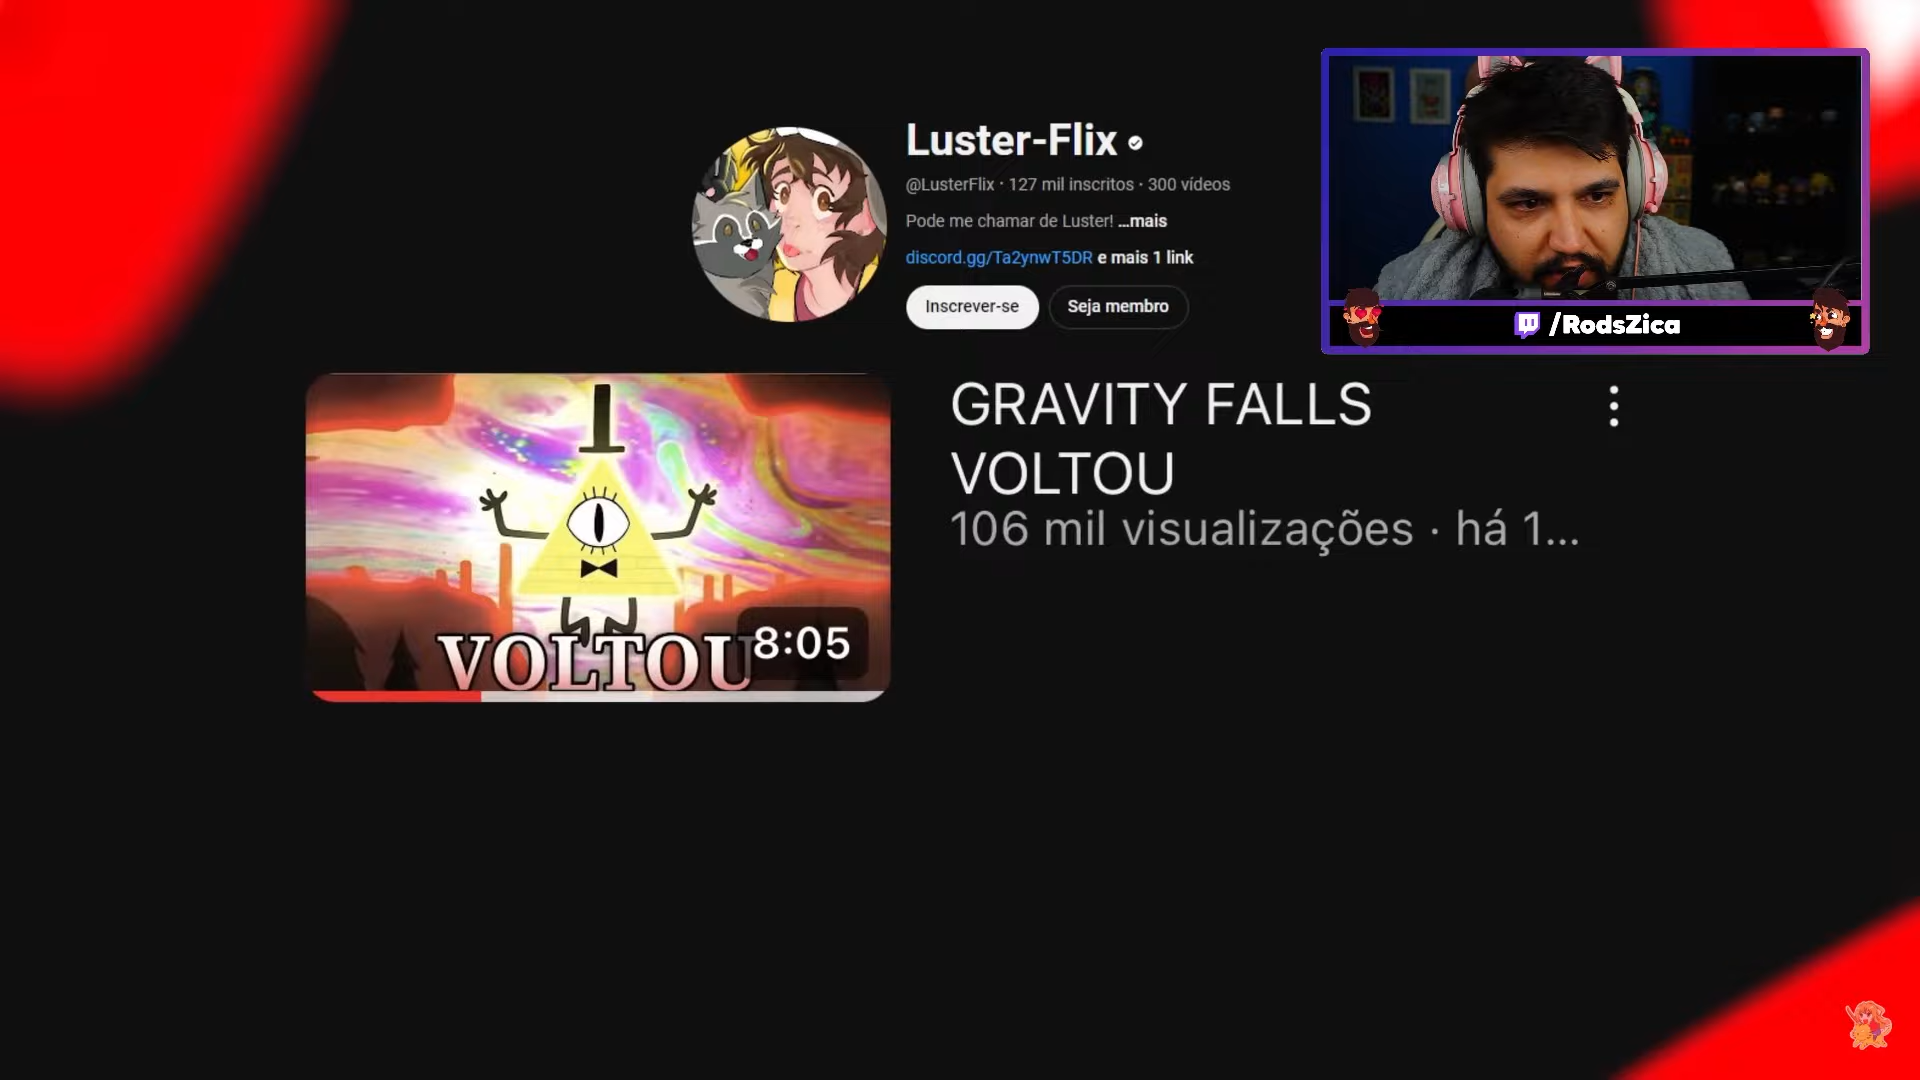 Luster-Flix
@LusterFlix · 127 mil inscritos · 300 vídeos
Pode me chamar de Luster! ...mais
discord.gg/Ta2ynwT5DR e mais 1 link
Inscrever-se
Seja membro
/RodsZica
GRAVITY FALLS
VOLTOU
106 mil visualizações · há 1...
VOLTOU
8:05